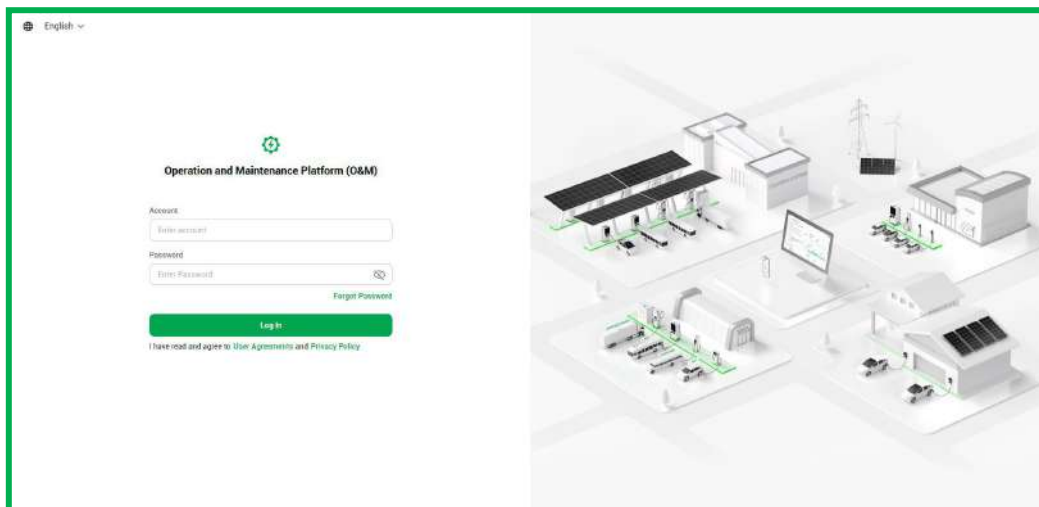 English
Operation and Maintenance Platform (O&M)
Account
Enter account
Password
Enter Password
Forgot Password
Log In
I have read and agree to User Agreements and Privacy Policy